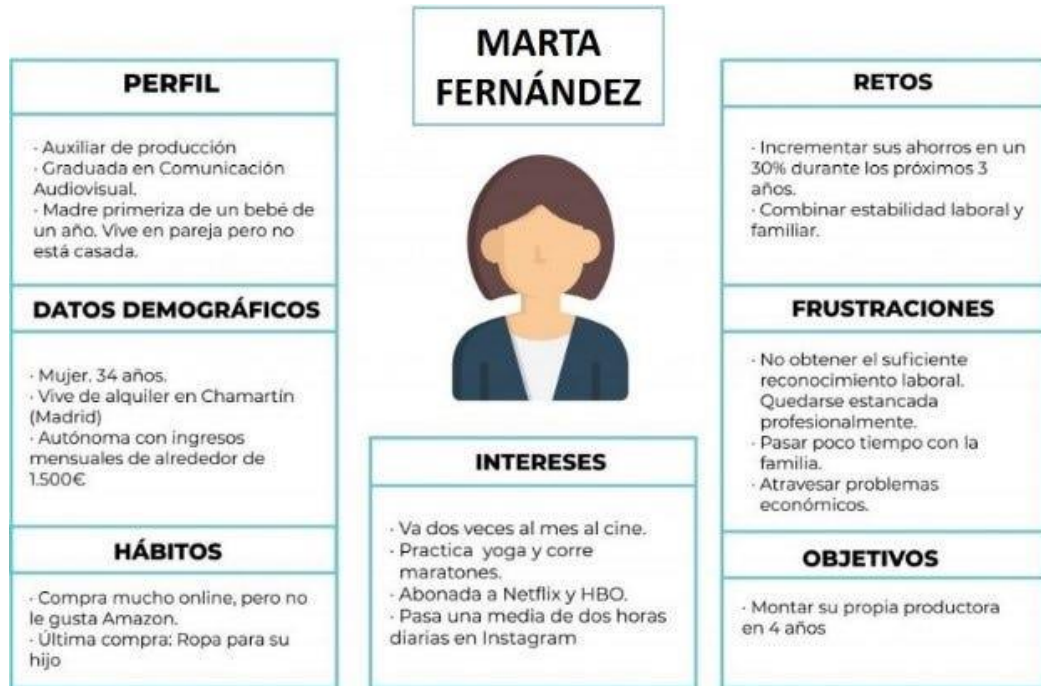 MARTA
FERNÁNDEZ
PERFIL
· Auxiliar de producción
· Graduada en Comunicación
Audiovisual.
· Madre primeriza de un bebé de
un año. Vive en pareja pero no
está casada.
DATOS DEMOGRÁFICOS
· Mujer. 34 años.
· Vive de alquiler en Chamartín
(Madrid)
· Autónoma con ingresos
mensuales de alrededor de
1.500€
HÁBITOS
· Compra mucho online, pero no
le gusta Amazon.
· Última compra: Ropa para su
hijo
INTERESES
· Va dos veces al mes al cine.
· Practica yoga y corre
maratones.
· Abonada a Netflix y HBO.
· Pasa una media de dos horas
diarias en Instagram
RETOS
· Incrementar sus ahorros en un
30% durante los próximos 3
años.
· Combinar estabilidad laboral y
familiar.
FRUSTRACIONES
· No obtener el suficiente
reconocimiento laboral.
Quedarse estancada
profesionalmente.
· Pasar poco tiempo con la
familia.
· Atravesar problemas
económicos.
OBJETIVOS
· Montar su propia productora
en 4 años